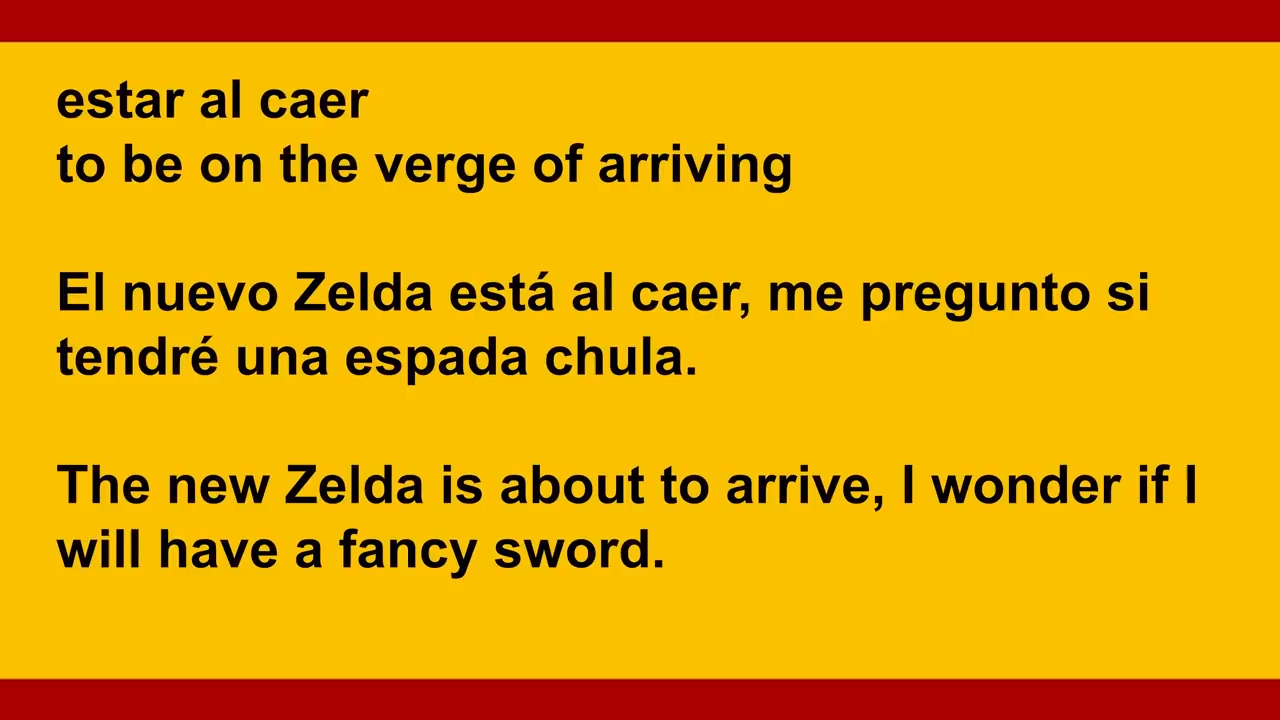 estar al caer
to be on the verge of arriving
El nuevo Zelda está al caer, me pregunto si
tendré una espada chula.
The new Zelda is about to arrive, I wonder if I
will have a fancy sword.